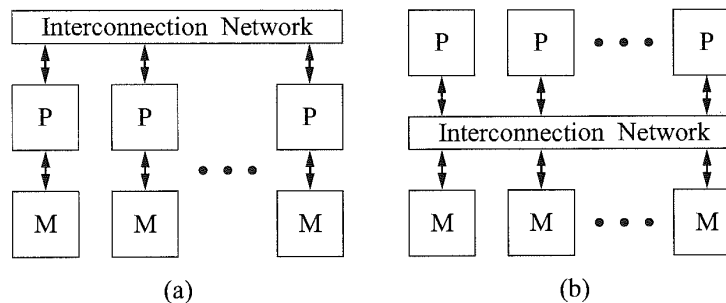 Interconnection Network
P P P
M M M
(a)
P P P
Interconnection Network
M M M
(b)